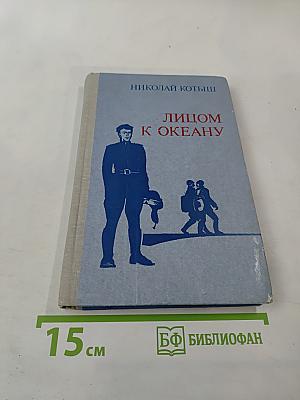 НИКОЛАЙ КОТЫШ
ЛИЦОМ
К ОКЕАНУ
15 см
БФ БИБЛИОФАН